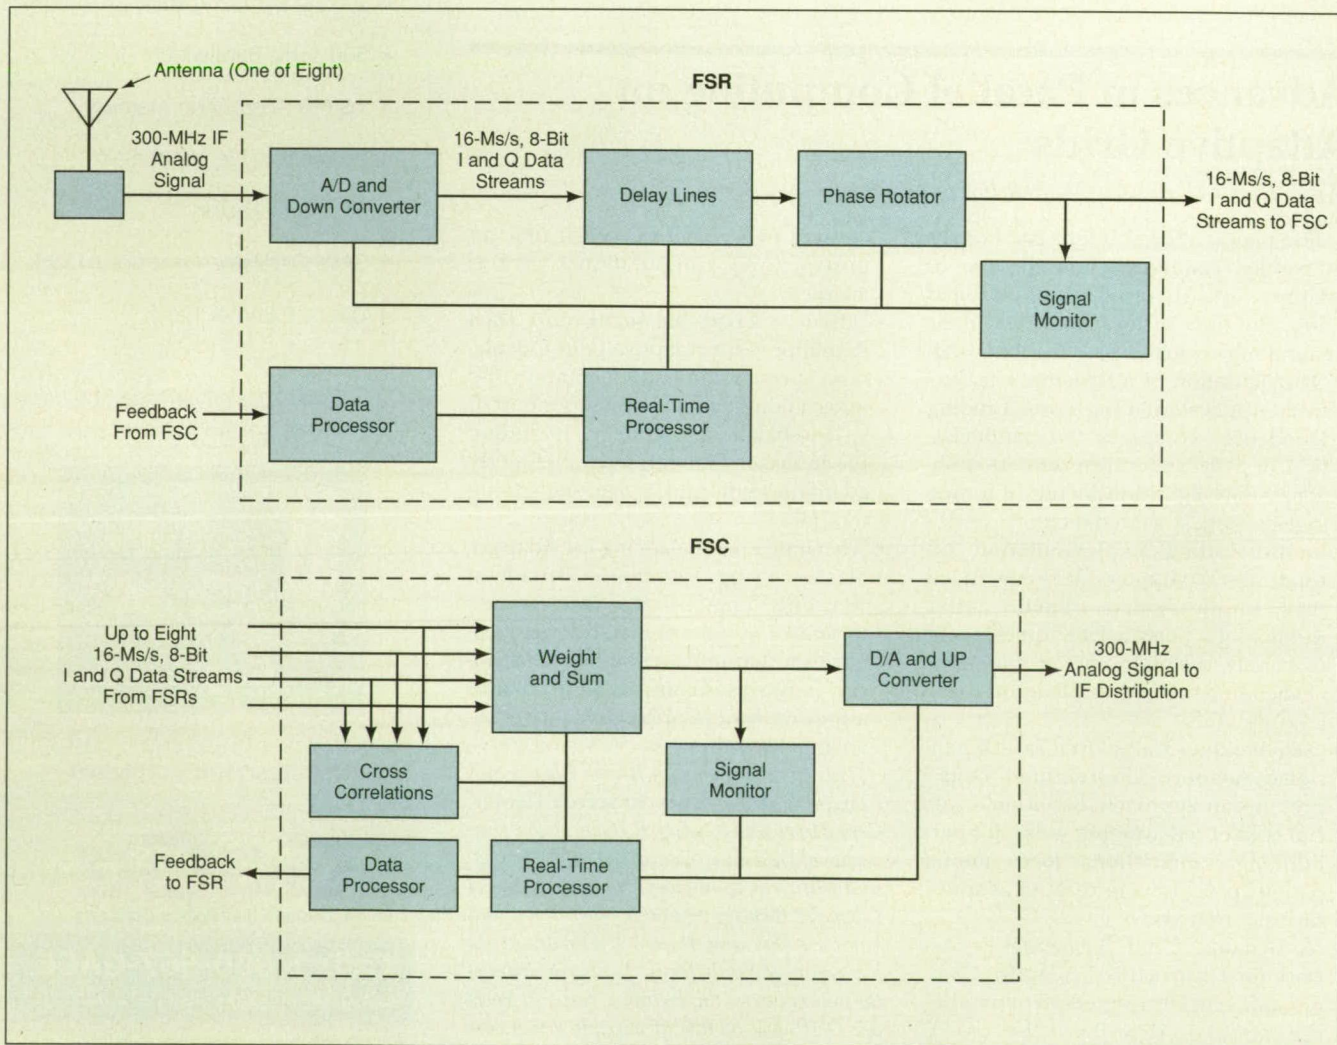 FSR
Antenna (One of Eight)
300-MHz IF
Analog
Signal
A/D and
Down Converter
16-Ms/s, 8-Bit
I and Q Data
Streams
Delay Lines
Phase Rotator
16-Ms/s, 8-Bit
I and Q Data
Streams to FSC
Signal
Monitor
Feedback
From FSC
Data
Processor
Real-Time
Processor
FSC
Up to Eight
16-Ms/s, 8-Bit
I and Q Data Streams
From FSRs
Weight
and Sum
D/A and UP
Converter
300-MHz
Analog Signal to
IF Distribution
Cross
Correlations
Signal
Monitor
Feedback
to FSR
Data
Processor
Real-Time
Processor